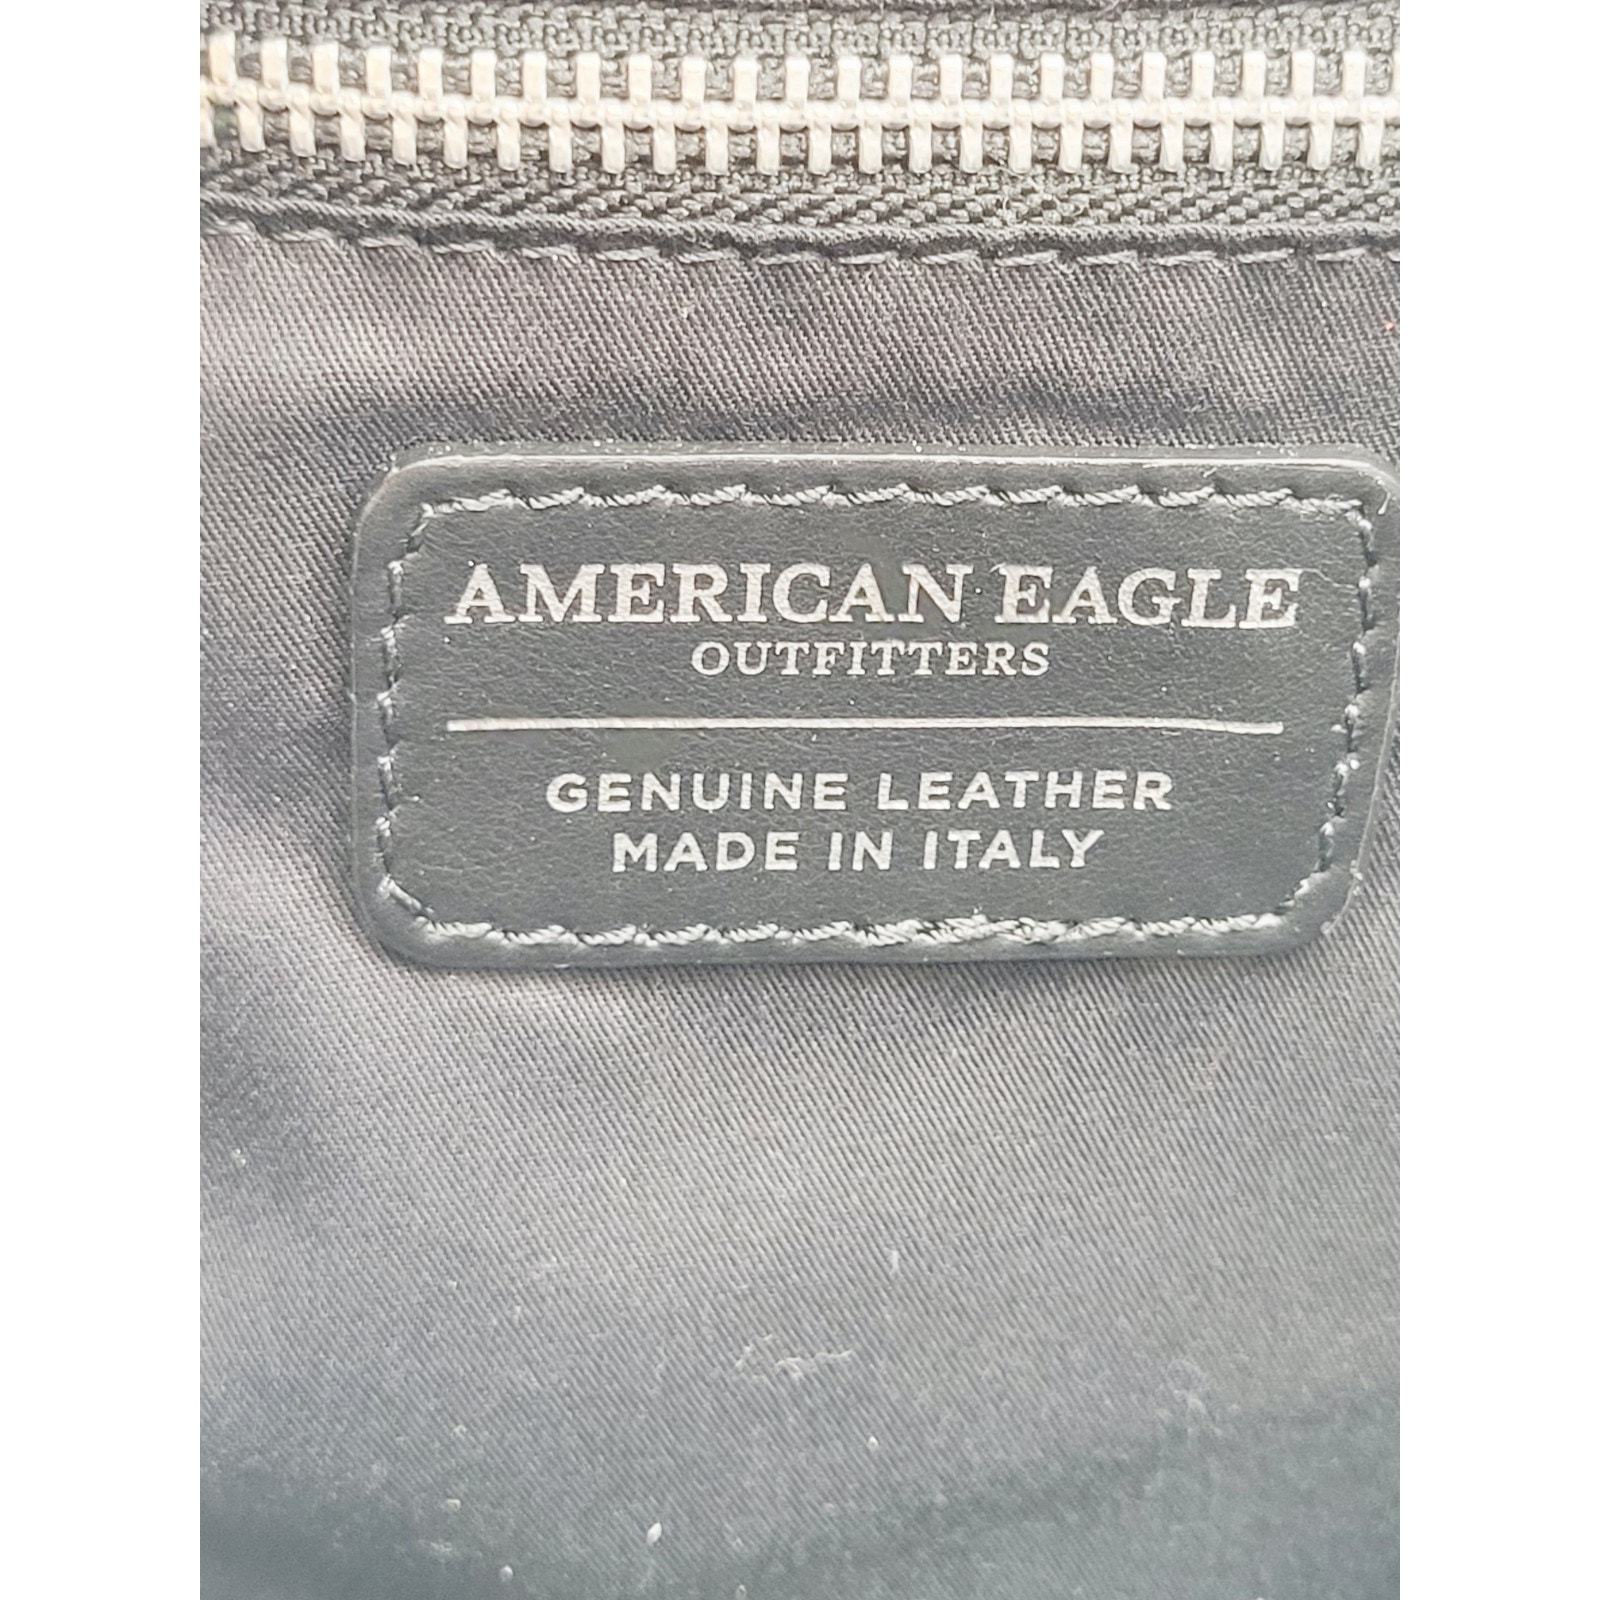 AMERICAN EAGLE
OUTFITTERS
GENUINE LEATHER
MADE IN ITALY